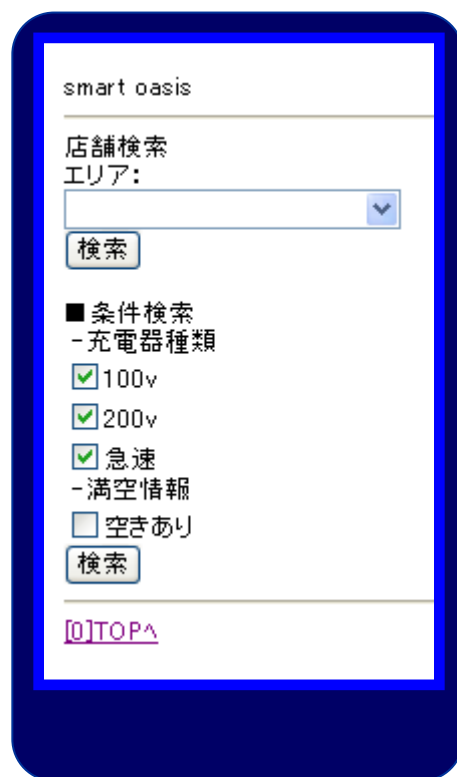 smart oasis
店舗検索
エリア:
検索
■条件検索
-充電器種類
100v
200v
急速
-満空情報
空きあり
検索
[0]TOPへ